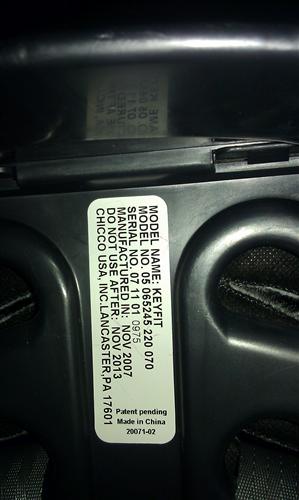 MODEL NAME: KEYFIT
MODEL NO. 05 065245 220 070
SERIAL NO. 07 11 01 0975
MANUFACTURED IN: NOV 2007
DO NOT USE AFTER: NOV 2013
CHICCO USA, INC.LANCASTER,PA 17601
Patent pending
Made in China
20071-02